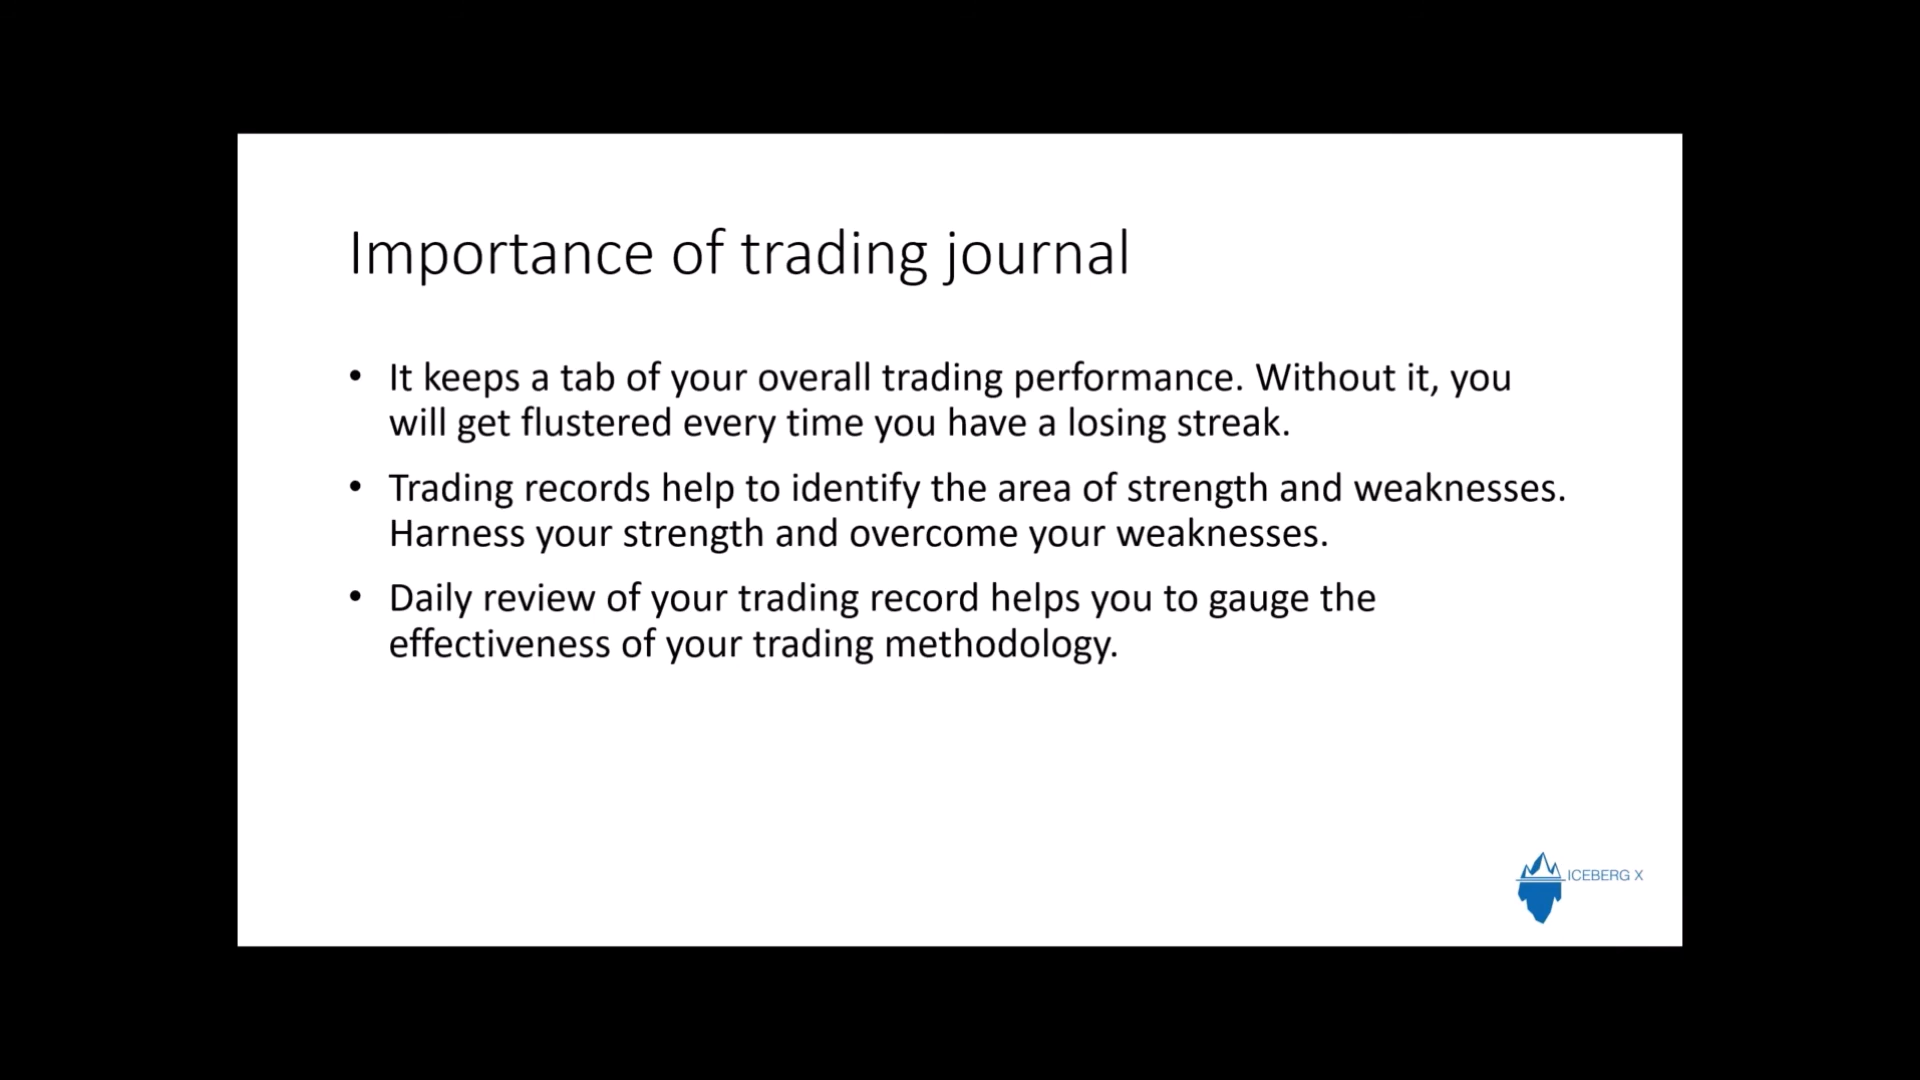 Importance of trading journal
• It keeps a tab of your overall trading performance. Without it, you
will get flustered every time you have a losing streak.
• Trading records help to identify the area of strength and weaknesses.
Harness your strength and overcome your weaknesses.
• Daily review of your trading record helps you to gauge the
effectiveness of your trading methodology.
ICEBERG X